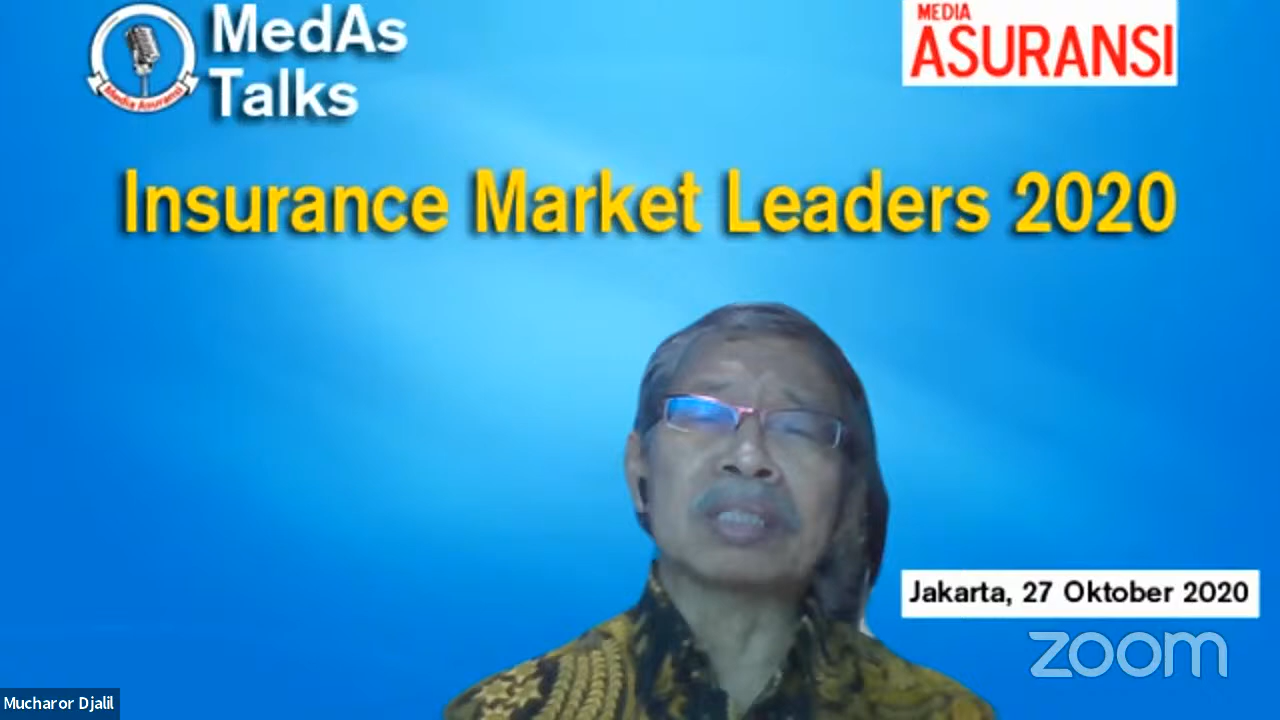 MedAs
Talks
Media Asuransi
MEDIA
ASURANSI
Insurance Market Leaders 2020
Jakarta, 27 Oktober 2020
zoom
Mucharor Djalil